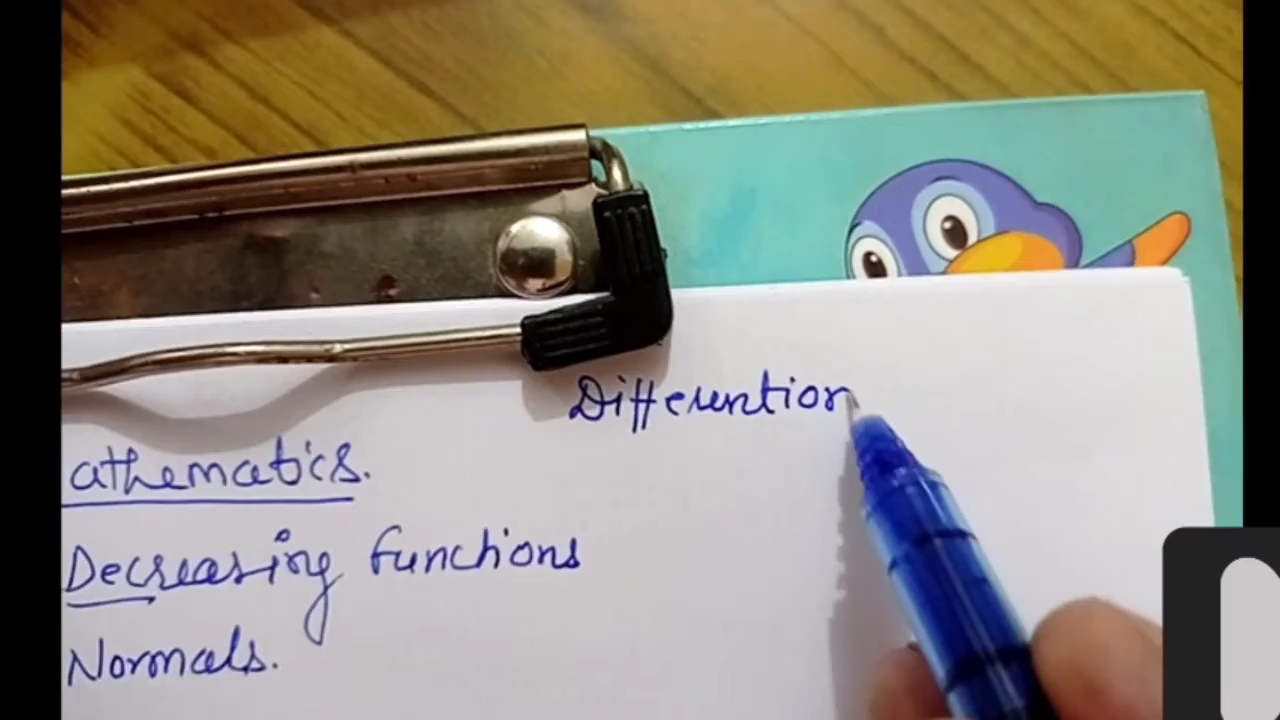 Differention
athematics.
Decreasing functions
Normals.